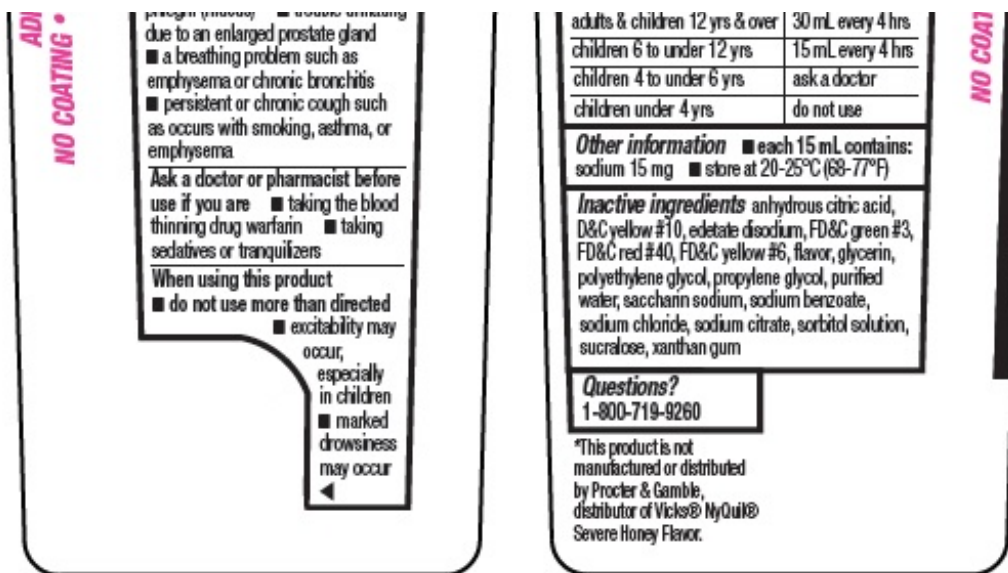 NO COATING •
phlegm (mucus) ■ trouble urinating
due to an enlarged prostate gland
■ a breathing problem such as
emphysema or chronic bronchitis
■ persistent or chronic cough such
as occurs with smoking, asthma, or
emphysema
Ask a doctor or pharmacist before
use if you are ■ taking the blood
thinning drug warfarin ■ taking
sedatives or tranquilizers
When using this product
■ do not use more than directed
■ excitability may
occur,
especially
in children
■ marked
drowsiness
may occur
adults & children 12 yrs & over 30 mL every 4 hrs
children 6 to under 12 yrs 15 mL every 4 hrs
children 4 to under 6 yrs ask a doctor
children under 4 yrs do not use
Other information ■ each 15 mL contains:
sodium 15 mg ■ store at 20-25°C (68-77°F)
Inactive ingredients anhydrous citric acid,
D&C yellow #10, edetate disodium, FD&C green #3,
FD&C red #40, FD&C yellow #6, flavor, glycerin,
polyethylene glycol, propylene glycol, purified
water, saccharin sodium, sodium benzoate,
sodium chloride, sodium citrate, sorbitol solution,
sucralose, xanthan gum
Questions?
1-800-719-9260
*This product is not
manufactured or distributed
by Procter & Gamble,
distributor of Vicks® NyQuil®
Severe Honey Flavor.
NO COAT